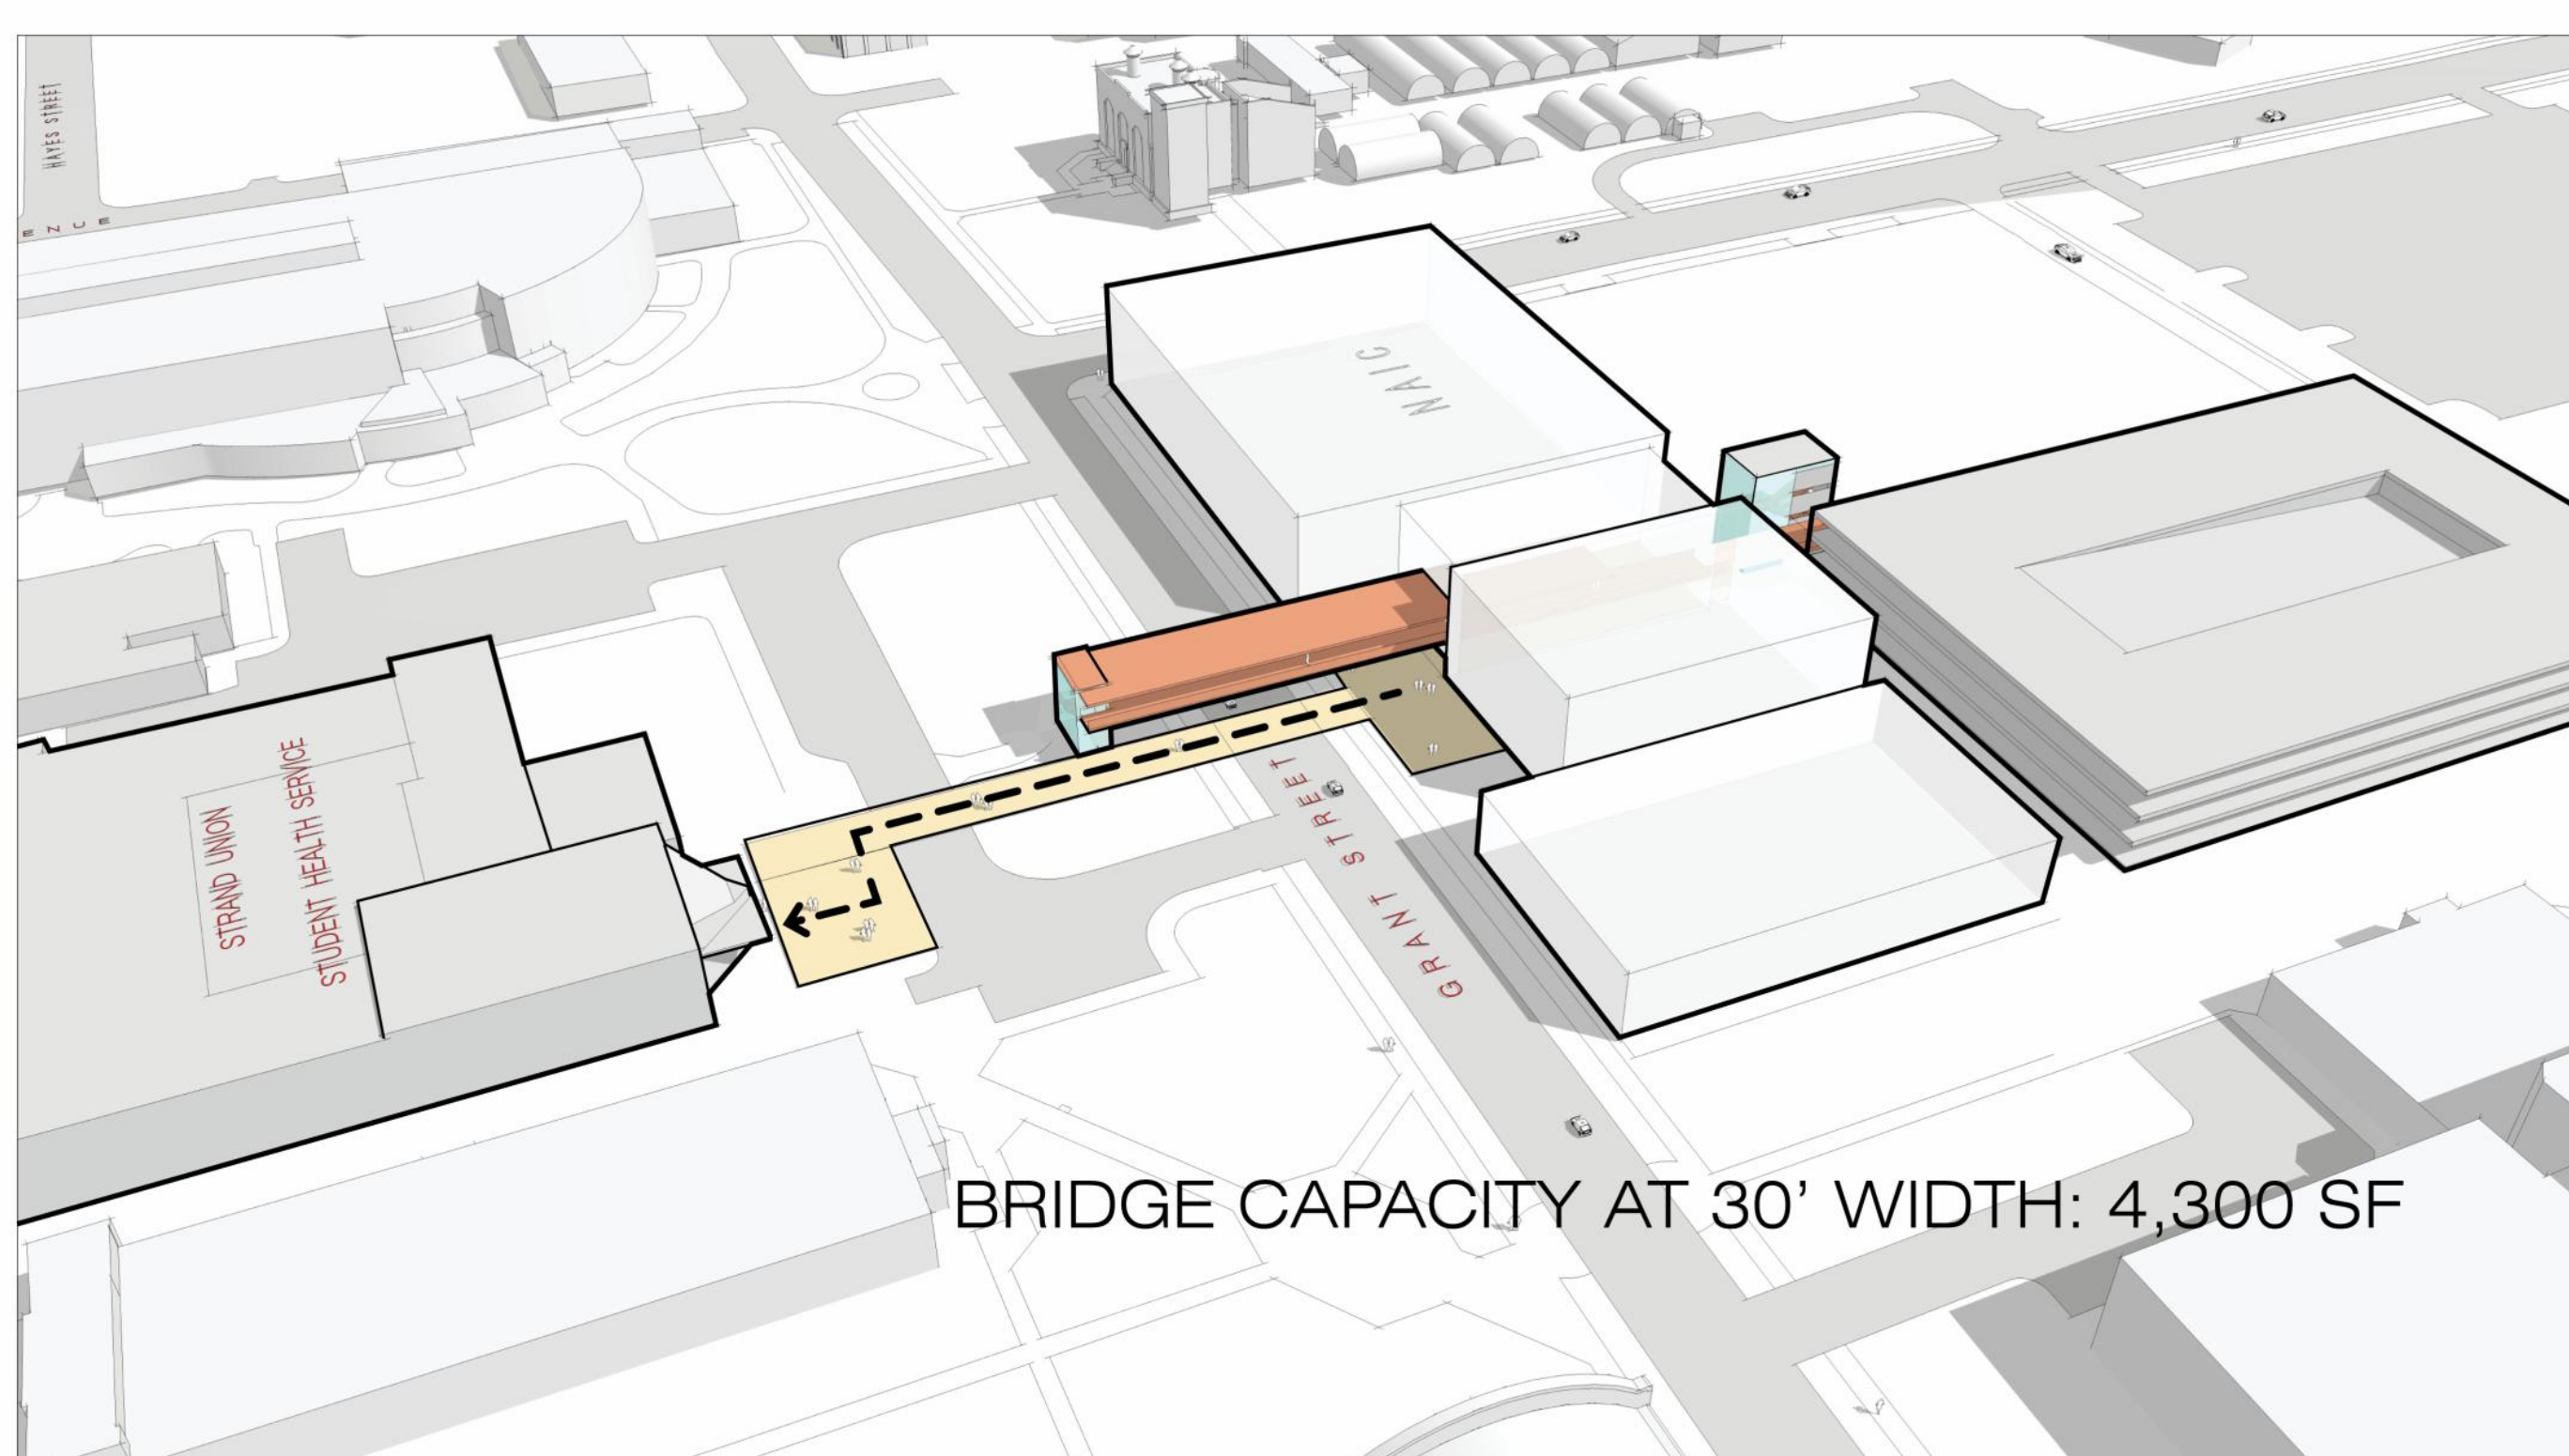 HAYES STREET
ENUE
NAIC
STRAND UNION
STUDENT HEALTH SERVICE
GRANT STREET
BRIDGE CAPACITY AT 30’ WIDTH: 4,300 SF